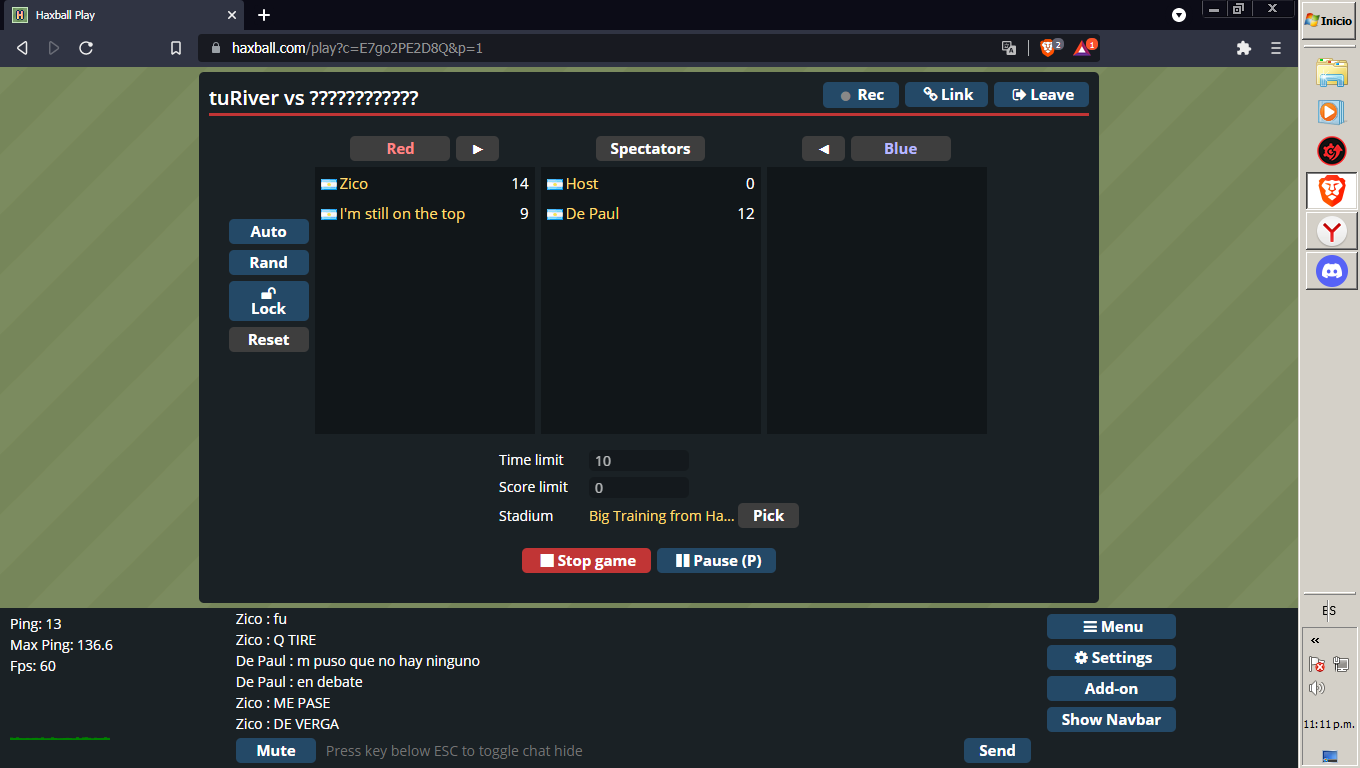 Haxball Play
haxball.com/play?c=E7go2PE2D8Q&p=1
2
1
Inicio
tuRiver vs ????????????
Rec
Link
Leave
Red
Spectators
Blue
Zico 14
I'm still on the top 9
Host 0
De Paul 12
Auto
Rand
Lock
Reset
Time limit 10
Score limit 0
Stadium Big Training from Ha... Pick
Stop game
Pause (P)
Ping: 13
Max Ping: 136.6
Fps: 60
Zico : fu
Zico : Q TIRE
De Paul : m puso que no hay ninguno
De Paul : en debate
Zico : ME PASE
Zico : DE VERGA
Mute
Press key below ESC to toggle chat hide
Send
Menu
Settings
Add-on
Show Navbar
ES
11:11 p.m.